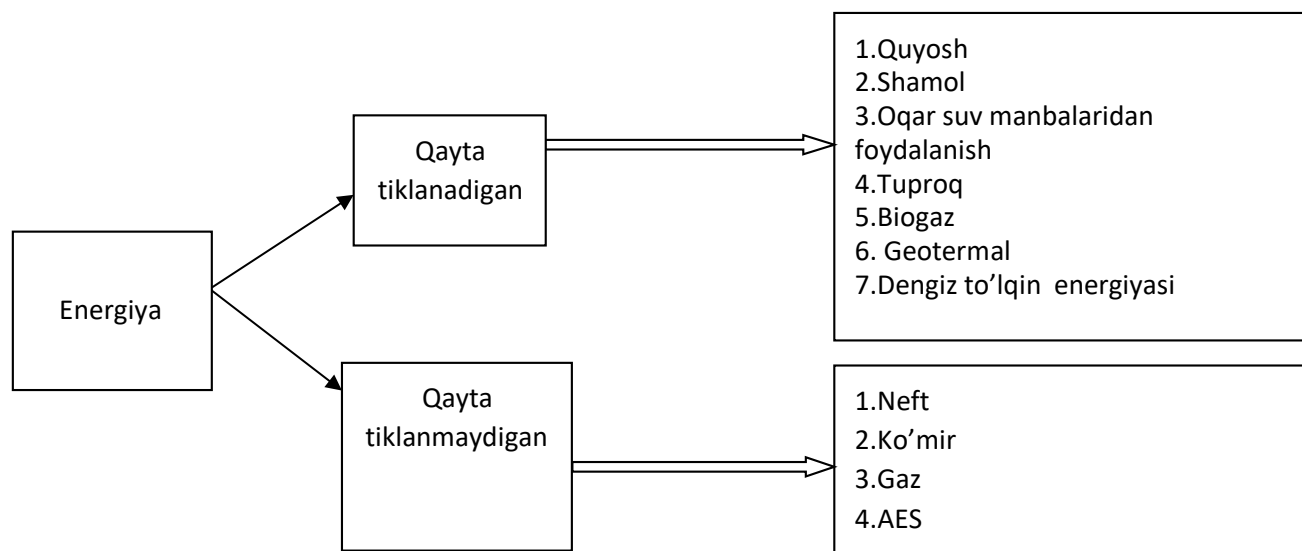 Energiya
Qayta
tiklanadigan
1.Quyosh
2.Shamol
3.Oqar suv manbalaridan
foydalanish
4.Tuproq
5.Biogaz
6. Geotermal
7.Dengiz to’lqin  energiyasi
Qayta
tiklanmaydigan
1.Neft
2.Ko’mir
3.Gaz
4.AES